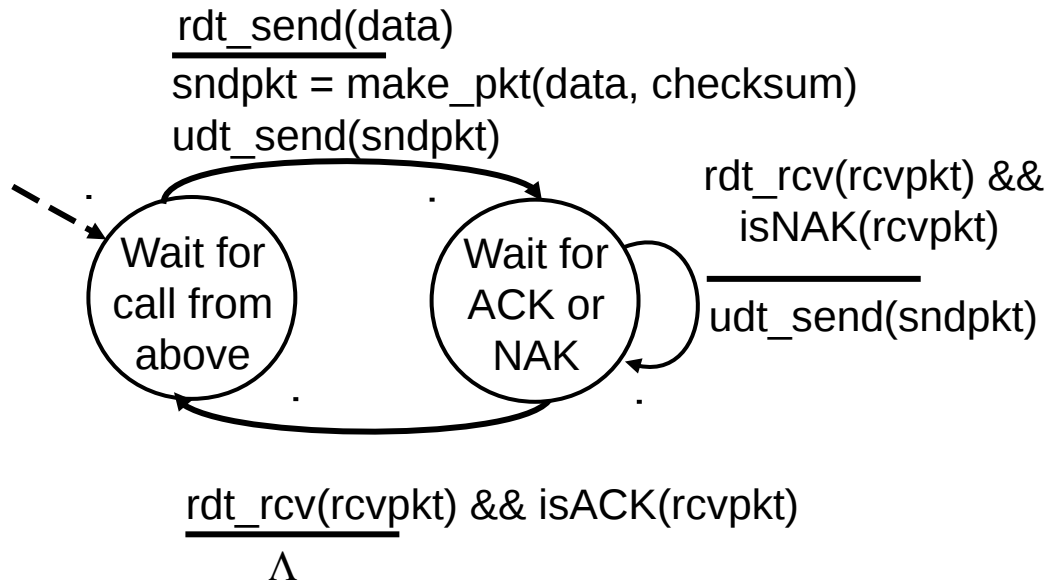 rdt_send(data)
sndpkt = make_pkt(data, checksum)
udt_send(sndpkt)
rdt_rcv(rcvpkt) &&
isNAK(rcvpkt)
udt_send(sndpkt)
Wait for
call from
above
Wait for
ACK or
NAK
rdt_rcv(rcvpkt) && isACK(rcvpkt)
Λ